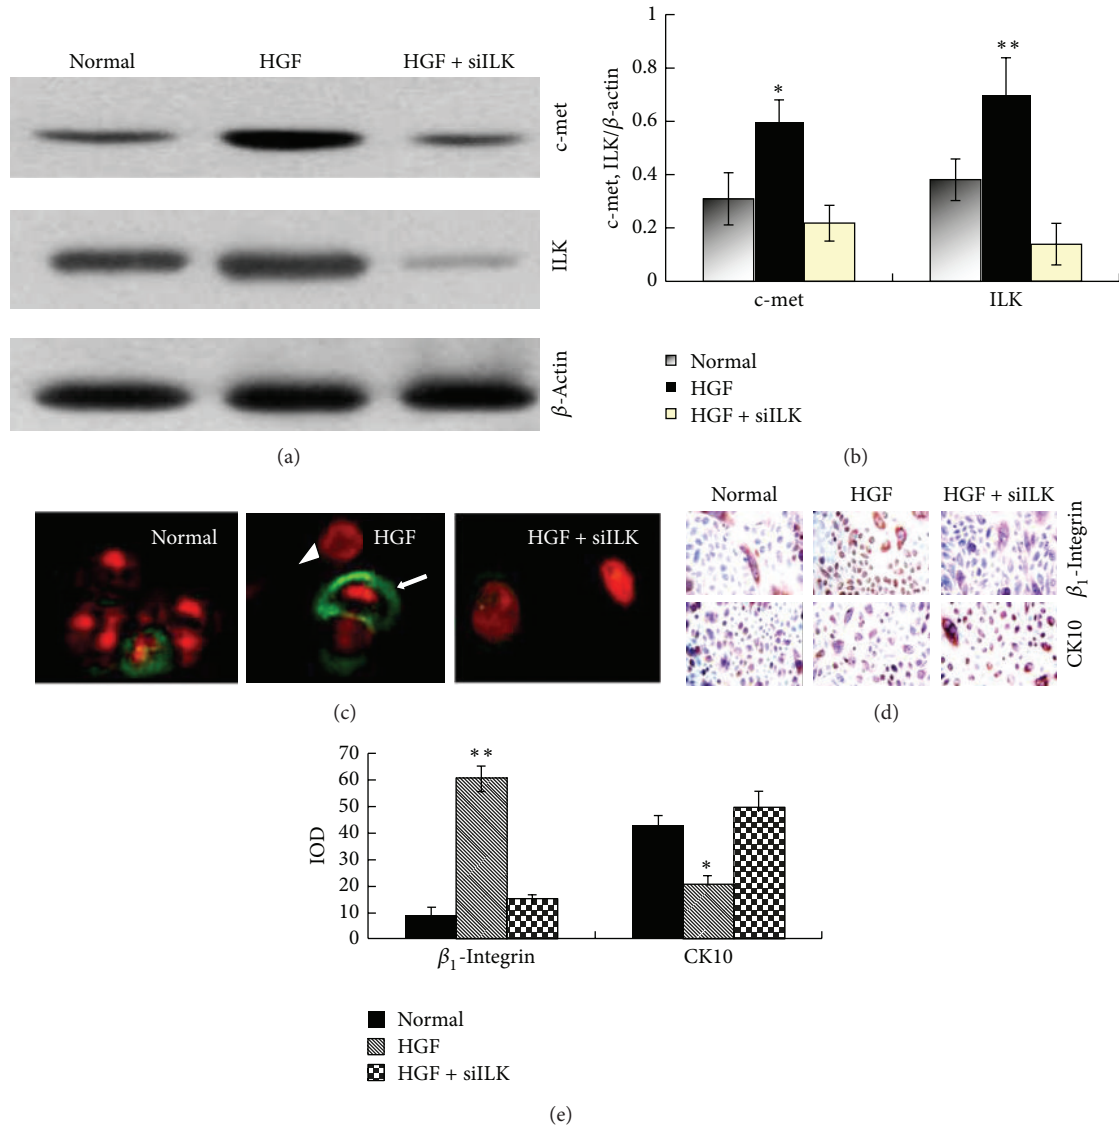 Normal HGF HGF + siILK
c-met
ILK
β-Actin
(a)
1
0.8
0.6
0.4
0.2
0
c-met, ILK/β-actin
*
**
c-met ILK
Normal
HGF
HGF + siILK
(b)
Normal
HGF
HGF + siILK
(c)
Normal HGF HGF + siILK
β₁-Integrin
CK10
(d)
70
60
50
40
30
20
10
0
IOD
**
*
β₁-Integrin CK10
Normal
HGF
HGF + siILK
(e)